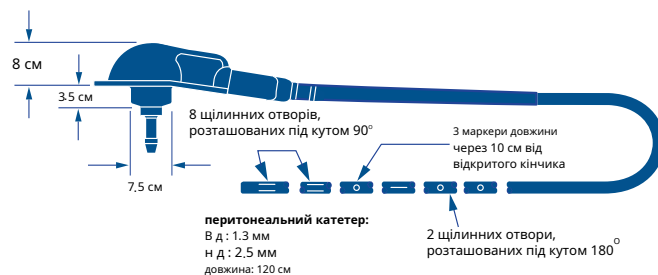 8 см
3.5 см
7,5 см
8 щілинних отворів,
розташованих під кутом 90°
3 маркери довжини
через 10 см від
відкритого кінчика
перитонеальний катетер:
В д : 1.3 мм
н д : 2,5 мм
довжина: 120 см
2 щілинних отвори,
розташованих під кутом 180°